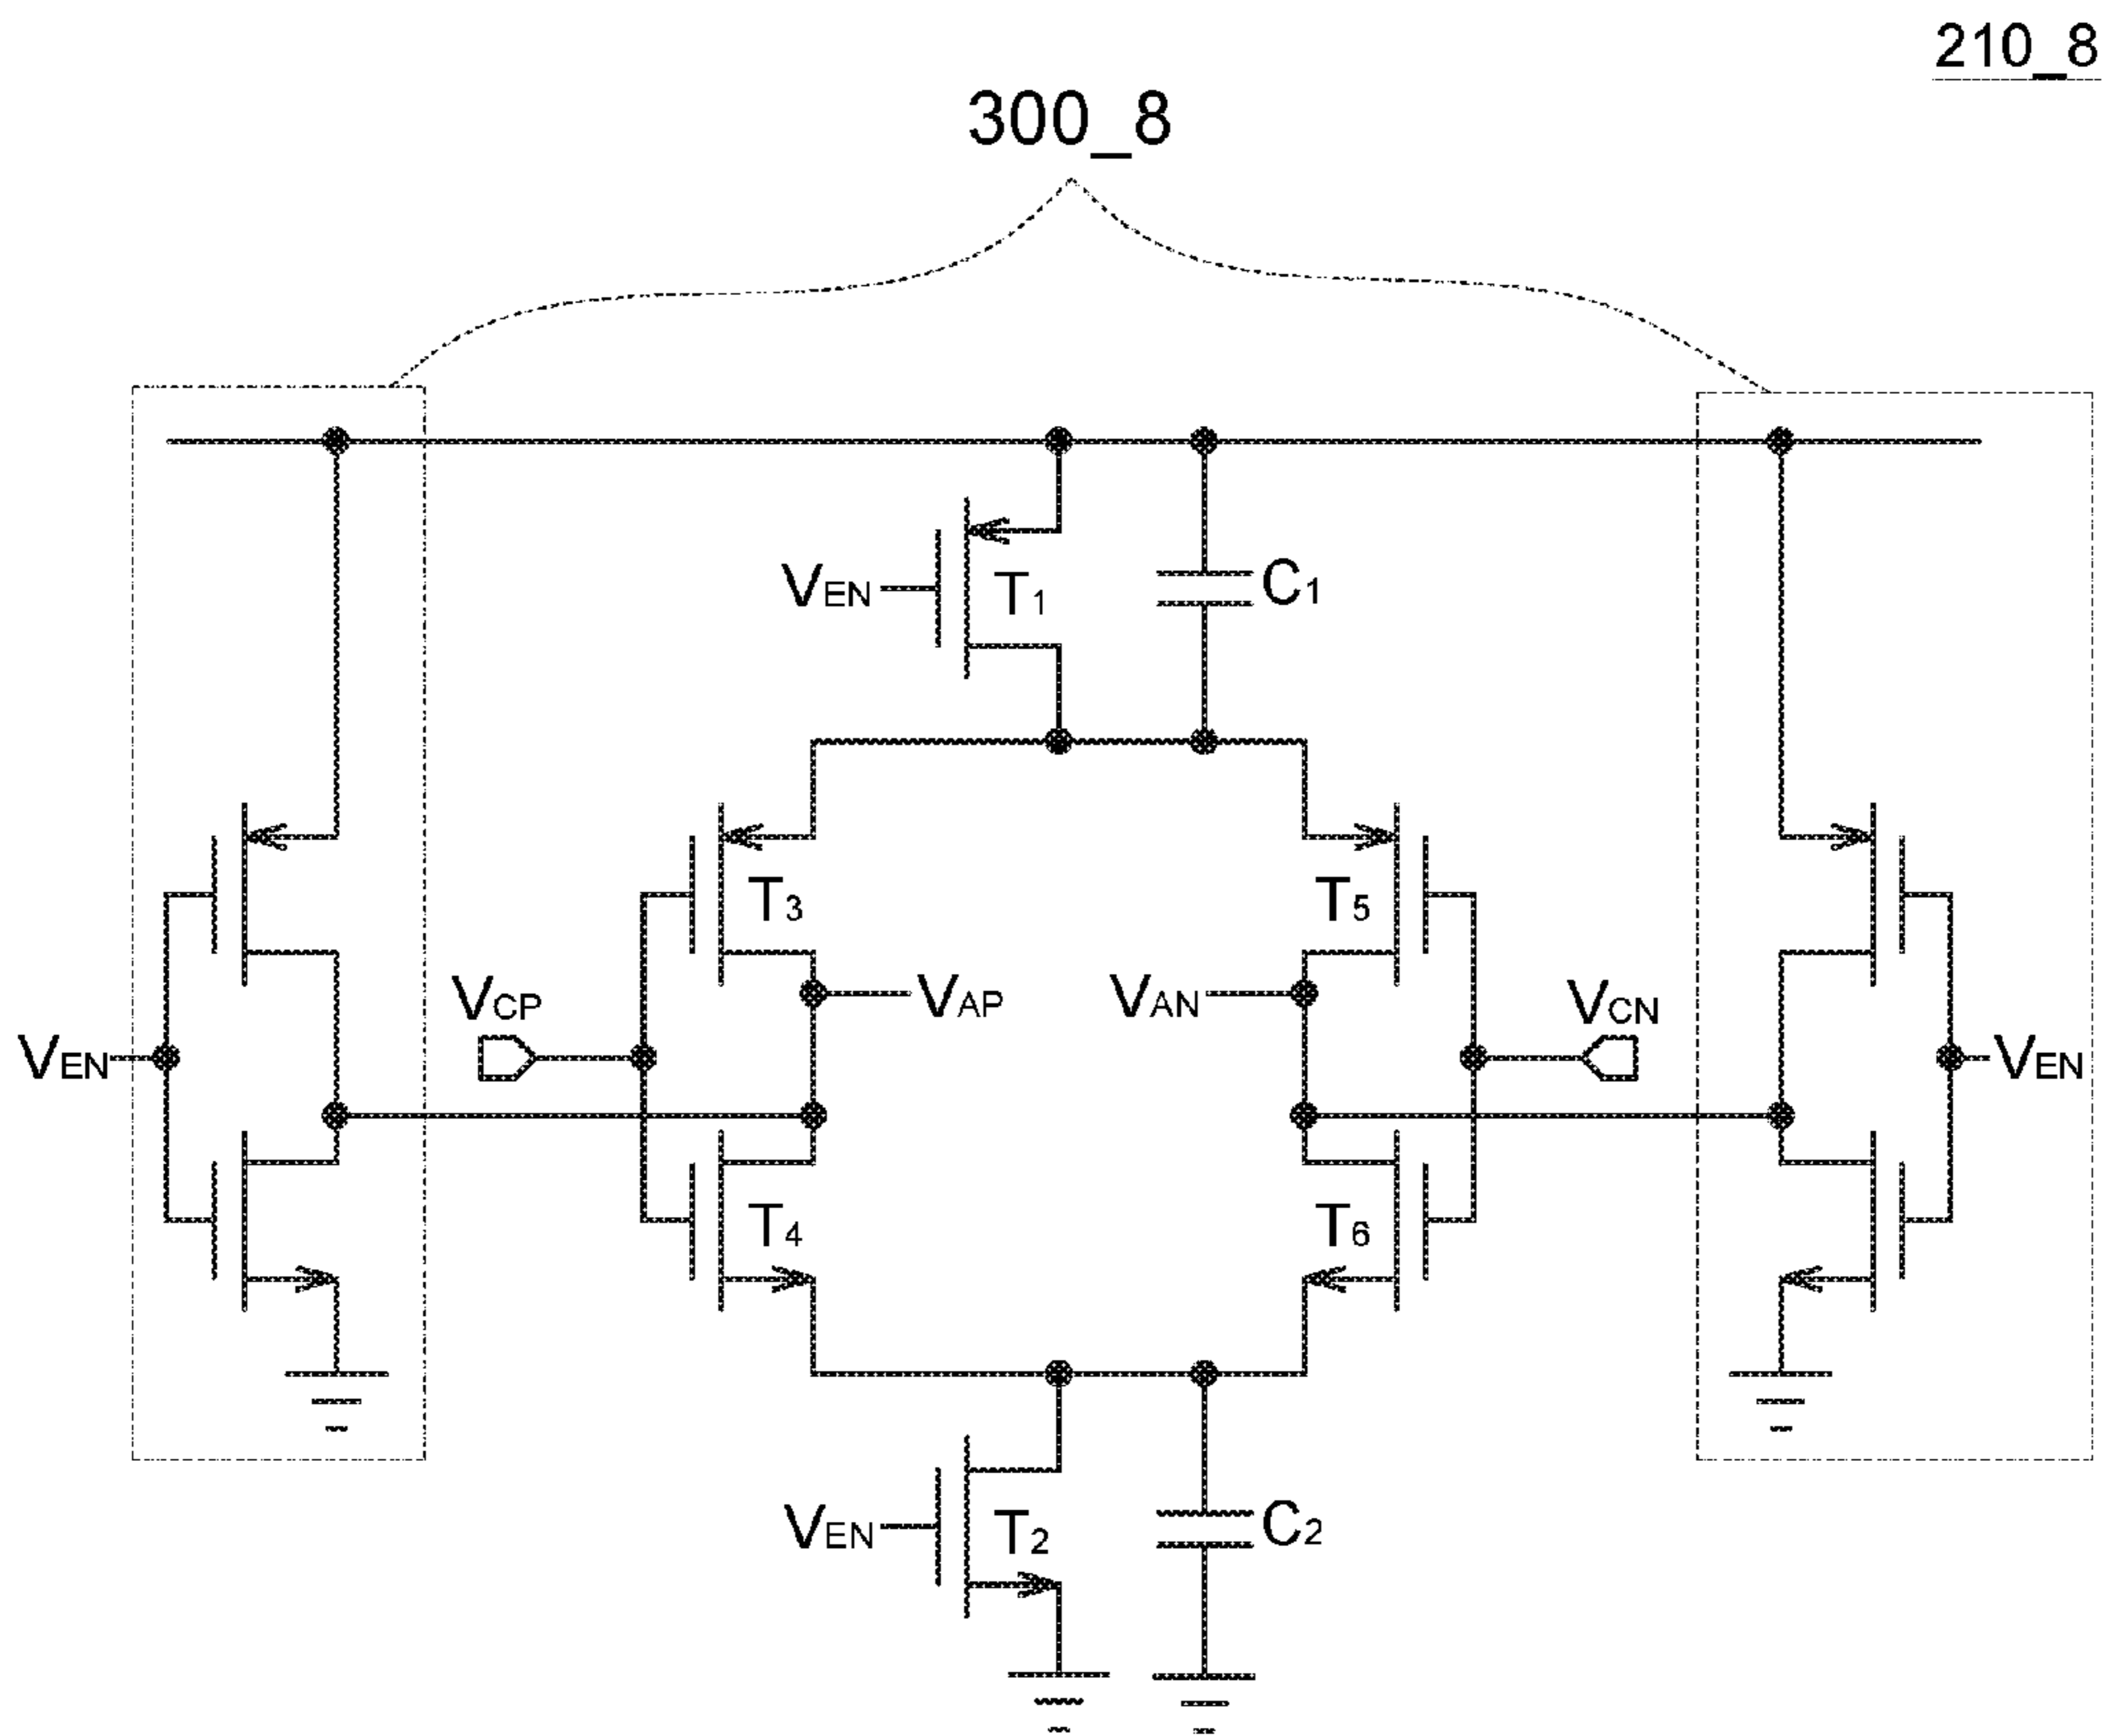 210_8
300_8
VEN
T1
C1
T3
T5
VCP
VAP
VAN
VCN
VEN
VEN
T4
T6
VEN
T2
C2